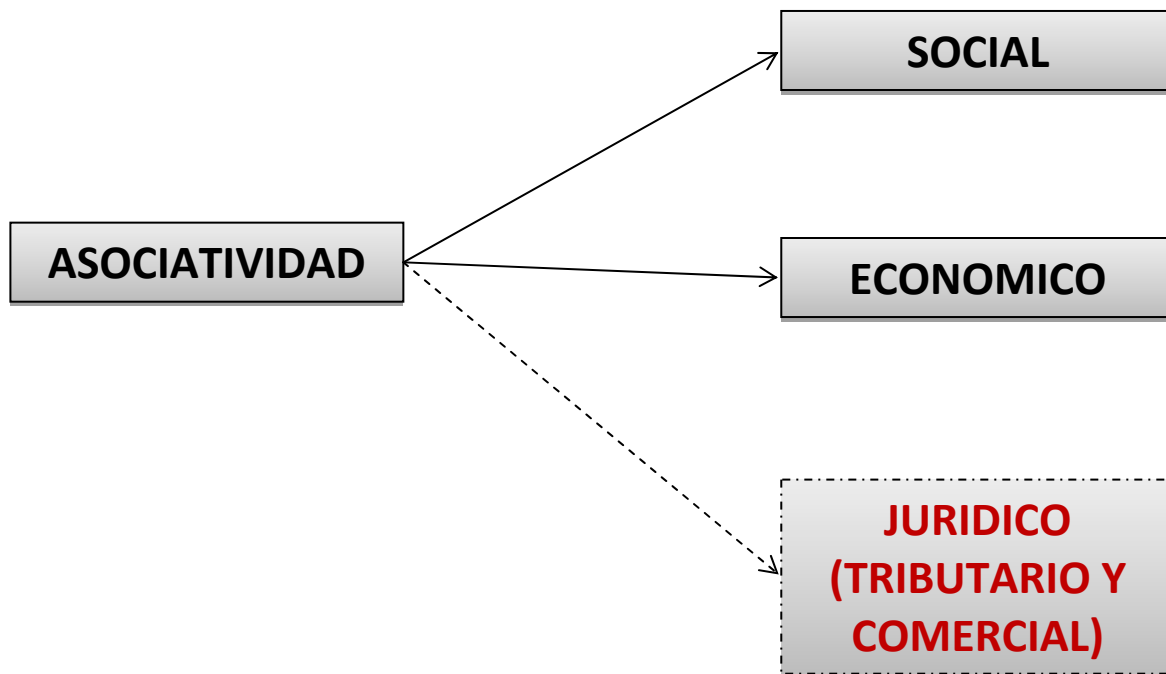 SOCIAL
ASOCIATIVIDAD
ECONOMICO
JURIDICO
(TRIBUTARIO Y
COMERCIAL)